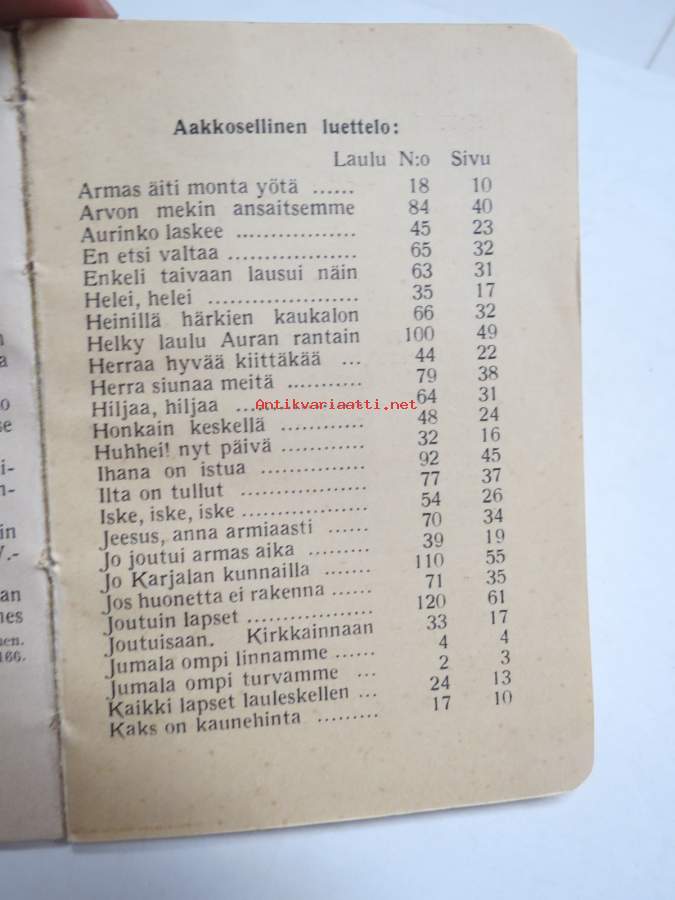 Aakkosellinen luettelo:
Laulu N:o Sivu
Armas äiti monta yötä ...... 18 10
Arvon mekin ansaitsemme 84 40
Aurinko laskee .................. 45 23
En etsi valtaa ................... 65 32
Enkeli taivaan lausui näin 63 31
Helei, helei ...................... 35 17
Heinillä härkien kaukalon 66 32
Helky laulu Auran rantain 100 49
Herraa hyvää kiittäkää ... 44 22
Herra siunaa meitä ........... 79 38
Hiljaa, hiljaa .................. 64 31
Honkain keskellä ............ 48 24
Huhhei! nyt päivä ............ 32 16
Ihana on istua ............... 92 45
Ilta on tullut ................... 77 37
Iske, iske, iske ................... 54 26
Jeesus, anna armiaasti ...... 70 34
Jo joutui armas aika ......... 39 19
Jo Karjalan kunnailla ....... 110 55
Jos huonetta ei rakenna ...... 71 35
Joutuin lapset ................... 120 61
Joutuisaan. Kirkkainnaan 33 17
Jumala ompi linnamme ...... 4 4
Jumala ompi turvamme ... 2 3
Kaikki lapset lauleskellen ... 24 13
Kaks on kaunehinta ......... 17 10
Antikvariaatti.net
166.